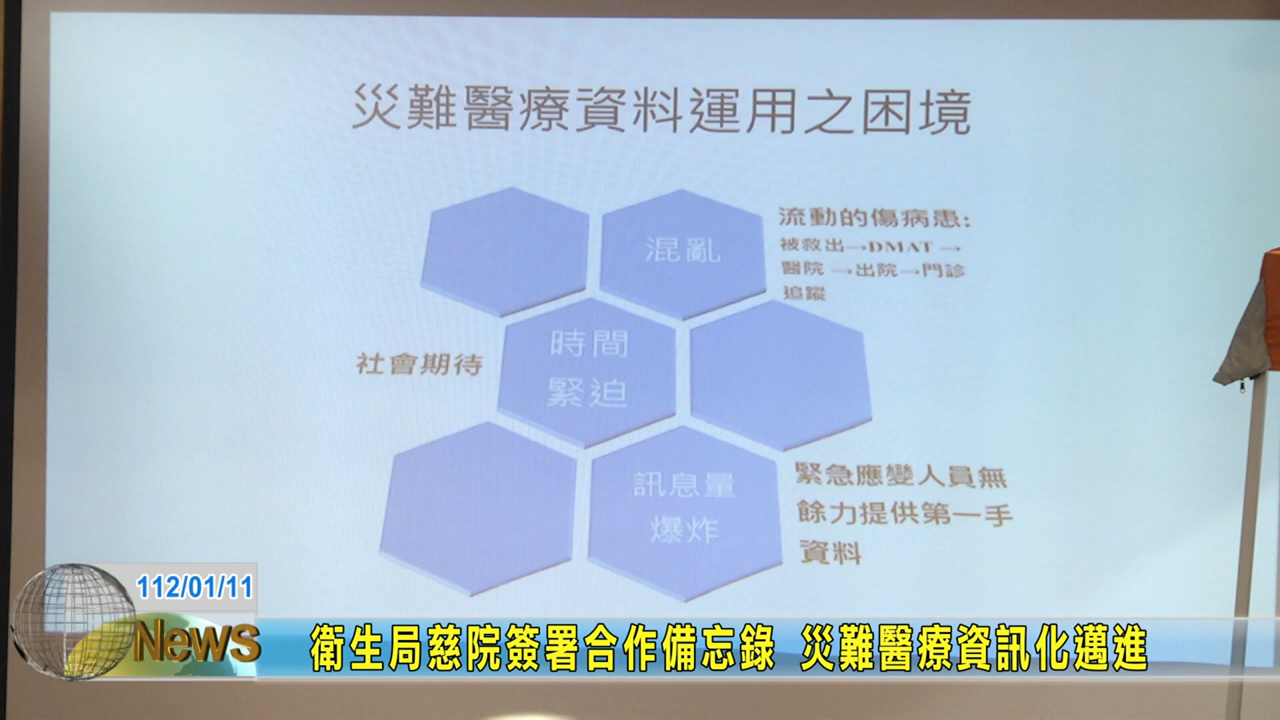 災難醫療資料運用之困境
混亂
流動的傷病患:
被救出→DMAT→
醫院→出院→門診
追蹤
社會期待
時間
緊迫
訊息量
爆炸
緊急應變人員無
餘力提供第一手
資料
112/01/11
News
衛生局慈院簽署合作備忘錄 災難醫療資訊化邁進